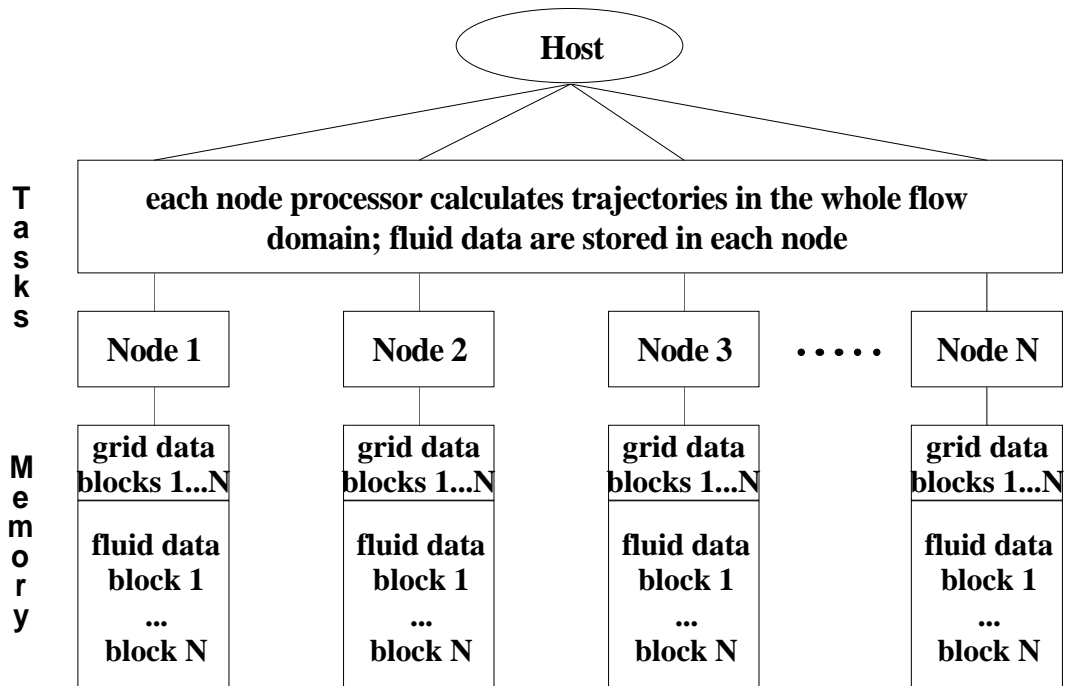 Host
Tasks
each node processor calculates trajectories in the whole flow
domain; fluid data are stored in each node
Node 1
Node 2
Node 3
.....
Node N
Memory
grid data
blocks 1...N
fluid data
block 1
...
block N
grid data
blocks 1...N
fluid data
block 1
...
block N
grid data
blocks 1...N
fluid data
block 1
...
block N
grid data
blocks 1...N
fluid data
block 1
...
block N